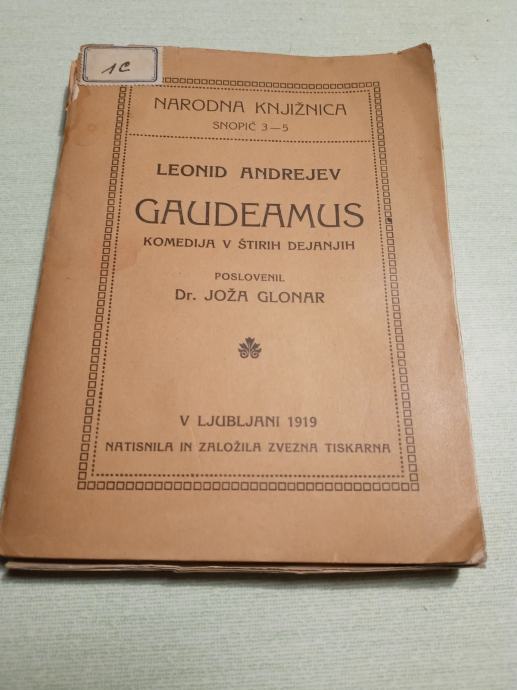 1C
NARODNA KNJIŽNICA
SNOPIČ 3—5
LEONID ANDREJEV
GAUDEAMUS
KOMEDIJA V ŠTIRIH DEJANJIH
POSLOVENIL
Dr. JOŽA GLONAR
V LJUBLJANI 1919
NATISNILA IN ZALOŽILA ZVEZNA TISKARNA